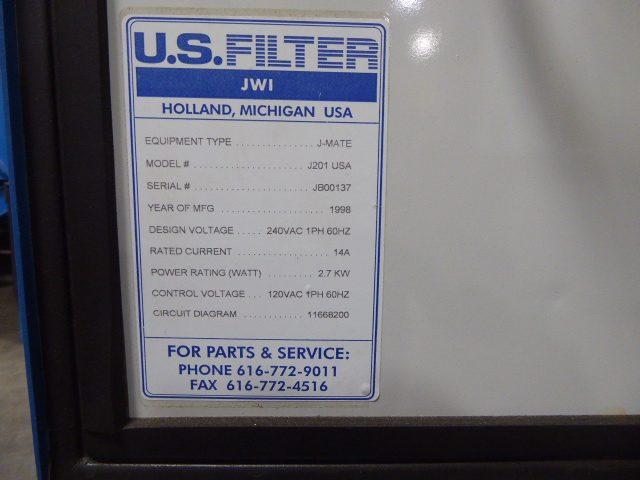 U.S.FILTER
JWI
HOLLAND, MICHIGAN USA
EQUIPMENT TYPE ............... J-MATE
MODEL # ...................... J201 USA
SERIAL # ....................... JB00137
YEAR OF MFG ..................... 1998
DESIGN VOLTAGE ..... 240VAC 1PH 60HZ
RATED CURRENT .................. 14A
POWER RATING (WATT) ......... 2.7 KW
CONTROL VOLTAGE ... 120VAC 1PH 60HZ
CIRCUIT DIAGRAM ............ 11668200
FOR PARTS & SERVICE:
PHONE 616-772-9011
FAX 616-772-4516